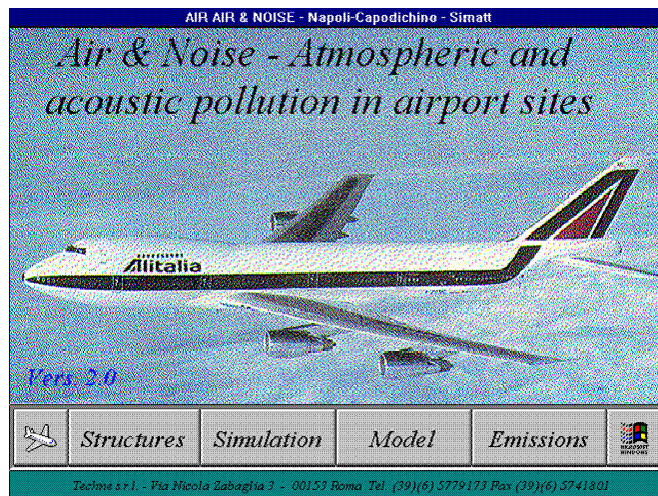 AIR AIR & NOISE - Napoli-Capodichino - Simatt
Air & Noise - Atmospheric and
acoustic pollution in airport sites
Alitalia
Vers. 2.0
Structures Simulation Model Emissions
MICROSOFT
WINDOWS
Techne s.r.l. - Via Nicola Zabaglia 3 - 00153 Roma Tel. (39)(6) 5779173 Fax (39)(6) 5741801